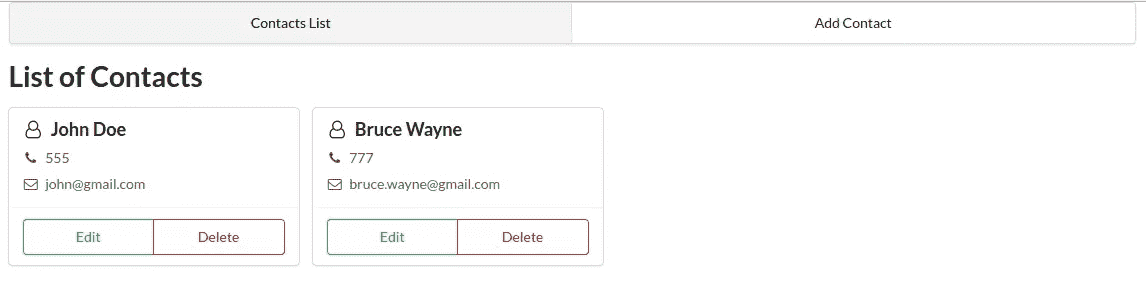 Contacts List Add Contact
List of Contacts
John Doe
555
john@gmail.com
Edit Delete
Bruce Wayne
777
bruce.wayne@gmail.com
Edit Delete